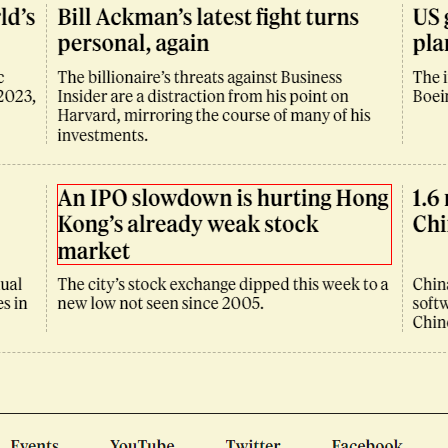 ld's
Bill Ackman's latest fight turns
personal, again
US
pla
c
2023,
The billionaire's threats against Business
Insider are a distraction from his point on
Harvard, mirroring the course of many of his
investments.
The i
Boei
An IPO slowdown is hurting Hong
Kong's already weak stock
market
1.6
Chi
ual
es in
The city's stock exchange dipped this week to a
new low not seen since 2005.
China
softw
Chin
Events YouTube Twitter Facebook